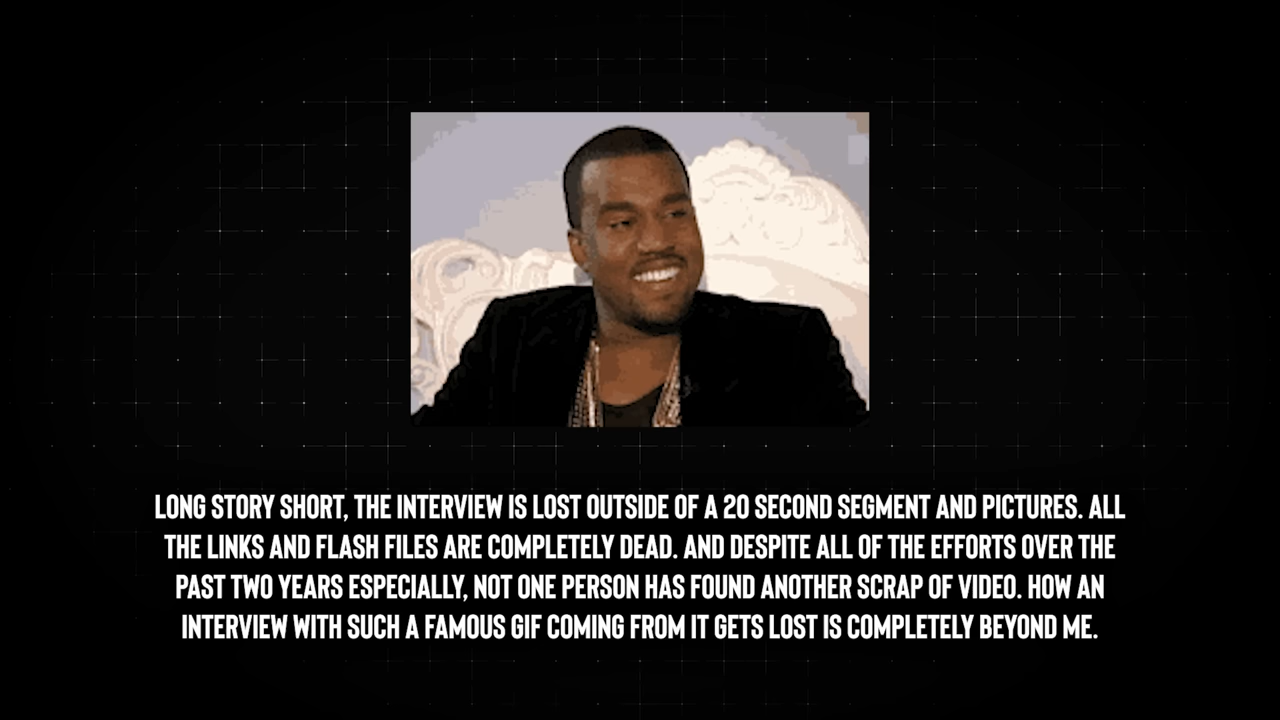 LONG STORY SHORT, THE INTERVIEW IS LOST OUTSIDE OF A 20 SECOND SEGMENT AND PICTURES. ALL
THE LINKS AND FLASH FILES ARE COMPLETELY DEAD. AND DESPITE ALL OF THE EFFORTS OVER THE
PAST TWO YEARS ESPECIALLY, NOT ONE PERSON HAS FOUND ANOTHER SCRAP OF VIDEO. HOW AN
INTERVIEW WITH SUCH A FAMOUS GIF COMING FROM IT GETS LOST IS COMPLETELY BEYOND ME.